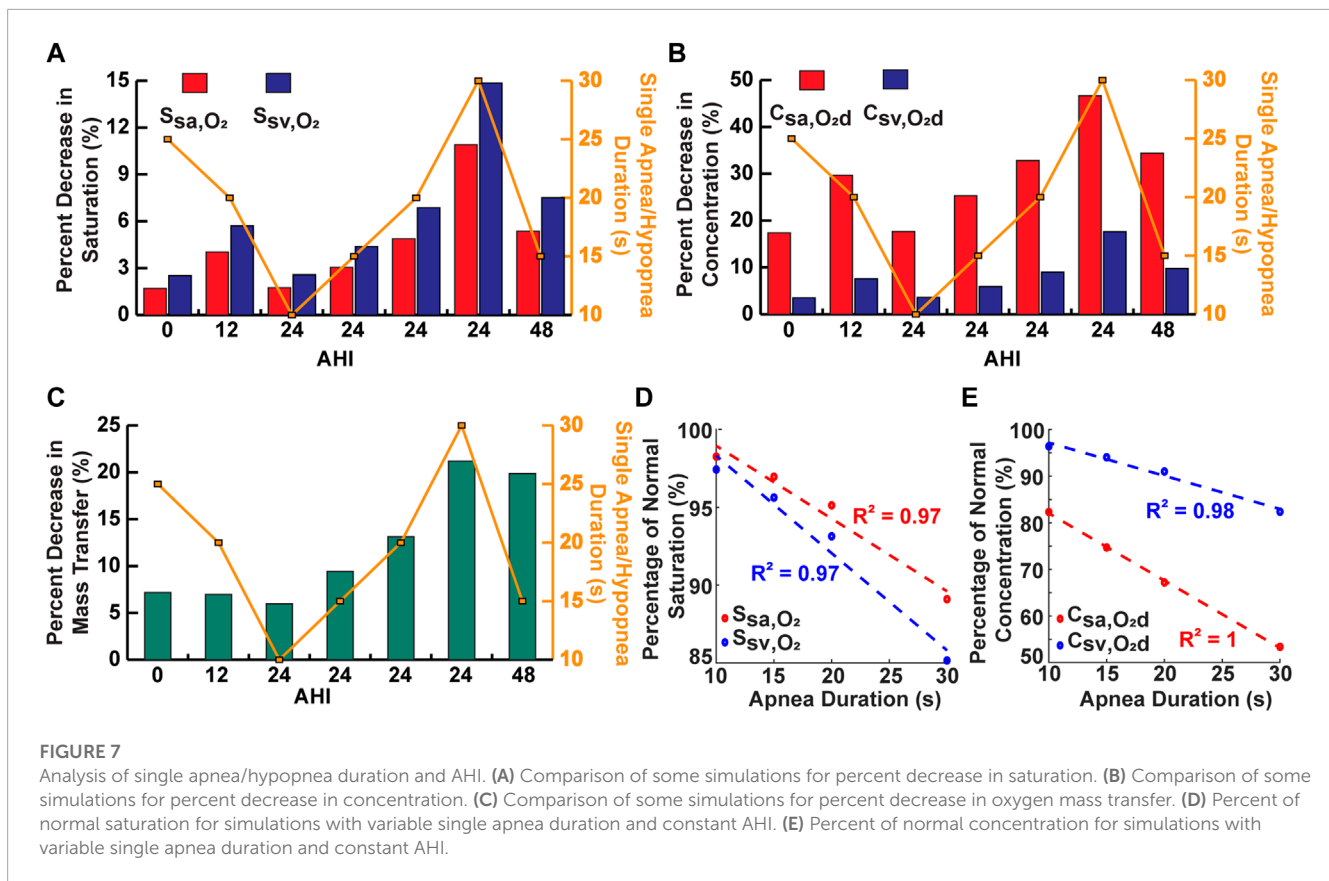 A
Percent Decrease in
Saturation (%)
15
12
9
6
3
0
Ssa,O₂
Ssv,O₂
30
25
20
15
10
Single Apnea/Hypopnea
Duration (s)
0 12 24 24 24 24 48
AHI
B
Percent Decrease in
Concentration (%)
50
40
30
20
10
0
Csa,O₂d
Csv,O₂d
30
25
20
15
10
Single Apnea/Hypopnea
Duration (s)
0 12 24 24 24 24 48
AHI
C
Percent Decrease in
Mass Transfer (%)
25
20
15
10
5
0
30
25
20
15
10
Single Apnea/Hypopnea
Duration (s)
0 12 24 24 24 24 48
AHI
D
Percentage of Normal
Saturation (%)
100
95
90
85
R² = 0.97
R² = 0.97
Ssa,O₂
Ssv,O₂
10 15 20 25 30
Apnea Duration (s)
E
Percentage of Normal
Concentration (%)
100
90
80
70
60
50
R² = 0.98
Csa,O₂d
Csv,O₂d
R² = 1
10 15 20 25 30
Apnea Duration (s)
FIGURE 7
Analysis of single apnea/hypopnea duration and AHI. (A) Comparison of some simulations for percent decrease in saturation. (B) Comparison of some
simulations for percent decrease in concentration. (C) Comparison of some simulations for percent decrease in oxygen mass transfer. (D) Percent of
normal saturation for simulations with variable single apnea duration and constant AHI. (E) Percent of normal concentration for simulations with
variable single apnea duration and constant AHI.